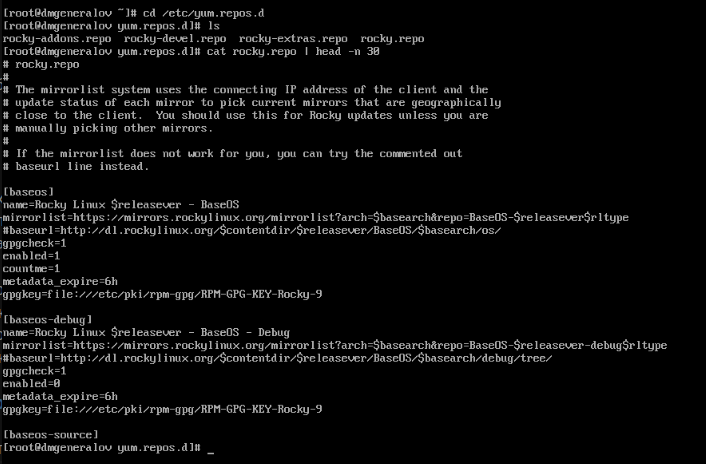 [root@dmgeneralov ~]# cd /etc/yum.repos.d
[root@dmgeneralov yum.repos.d]# ls
rocky-addons.repo  rocky-devel.repo  rocky-extras.repo  rocky.repo
[root@dmgeneralov yum.repos.d]# cat rocky.repo | head -n 30
# rocky.repo
#
# The mirrorlist system uses the connecting IP address of the client and the
# update status of each mirror to pick current mirrors that are geographically
# close to the client.  You should use this for Rocky updates unless you are
# manually picking other mirrors.
#
# If the mirrorlist does not work for you, you can try the commented out
# baseurl line instead.

[baseos]
name=Rocky Linux $releasever - BaseOS
mirrorlist=https://mirrors.rockylinux.org/mirrorlist?arch=$basearch&repo=BaseOS-$releasever$rltype
#baseurl=http://dl.rockylinux.org/$contentdir/$releasever/BaseOS/$basearch/os/
gpgcheck=1
enabled=1
countme=1
metadata_expire=6h
gpgkey=file:///etc/pki/rpm-gpg/RPM-GPG-KEY-Rocky-9

[baseos-debug]
name=Rocky Linux $releasever - BaseOS - Debug
mirrorlist=https://mirrors.rockylinux.org/mirrorlist?arch=$basearch&repo=BaseOS-$releasever-debug$rltype
#baseurl=http://dl.rockylinux.org/$contentdir/$releasever/BaseOS/$basearch/debug/tree/
gpgcheck=1
enabled=0
metadata_expire=6h
gpgkey=file:///etc/pki/rpm-gpg/RPM-GPG-KEY-Rocky-9

[baseos-source]
[root@dmgeneralov yum.repos.d]# _